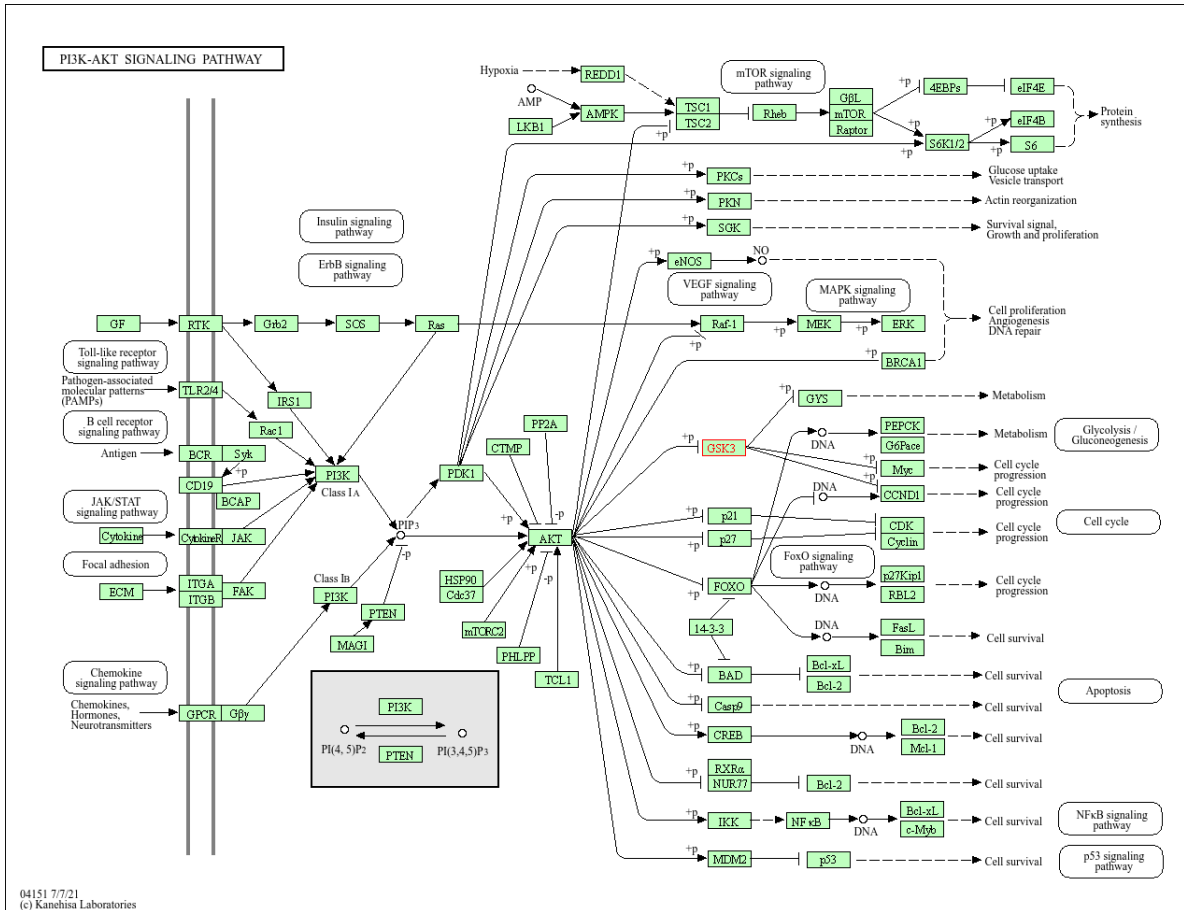 PI3K-AKT SIGNALING PATHWAY
Hypoxia
REDD1
AMP
LKB1
AMPK
TSC1
TSC2
+p
Rheb
mTOR signaling
pathway
GβL
mTOR
Raptor
+p
4EBPs
eIF4E
+p
S6K1/2
+p
+p
eIF4B
+p
S6
Protein
synthesis
+p
PKCs
Glucose uptake
Vesicle transport
+p
PKN
Actin reorganization
+p
SGK
Survival signal,
Growth and proliferation
Insulin signaling
pathway
ErbB signaling
pathway
+p
eNOS
NO
VEGF signaling
pathway
MAPK signaling
pathway
GF
RTK
Grb2
SOS
Ras
Raf-1
+p
MEK
+p
+p
ERK
Cell proliferation
Angiogenesis
DNA repair
+p
BRCA1
Toll-like receptor
signaling pathway
Pathogen-associated
molecular patterns
(PAMPs)
TLR2/4
IRS1
Rac1
B cell receptor
signaling pathway
Antigen
BCR
Syk
+p
CD19
BCAP
PI3K
Class IA
PDK1
CTMP
PP2A
+p
-p
+p
GSK3
+p
GYS
Metabolism
DNA
PEPCK
G6Pace
Metabolism
Glycolysis /
Gluconeogenesis
+p
Myc
Cell cycle
progression
+p
DNA
CCND1
Cell cycle
progression
JAK/STAT
signaling pathway
Cytokine
CytokineR
JAK
PIP3
-p
AKT
+p
p21
+p
p27
CDK
Cyclin
Cell cycle
progression
Cell cycle
Focal adhesion
ECM
ITGA
ITGB
FAK
Class IB
PI3K
PTEN
MAGI
HSP90
Cdc37
+p
-p
mTORC2
PHLPP
TCL1
FoxO signaling
pathway
+p
FOXO
DNA
p27Kip1
RBL2
Cell cycle
progression
14-3-3
DNA
FasL
Bim
Cell survival
+p
BAD
Bcl-xL
Bcl-2
Cell survival
Apoptosis
+p
Casp9
Cell survival
Chemokine
signaling pathway
Chemokines,
Hormones,
Neurotransmitters
GPCR
Gβγ
PI3K
PI(4, 5)P2
PI(3,4,5)P3
PTEN
+p
CREB
DNA
Bcl-2
Mcl-1
Cell survival
+p
RXRα
NUR77
Bcl-2
Cell survival
+p
IKK
NFκB
DNA
Bcl-xL
c-Myb
Cell survival
NFκB signaling
pathway
+p
MDM2
p53
Cell survival
p53 signaling
pathway
04151 7/7/21
(c) Kanehisa Laboratories